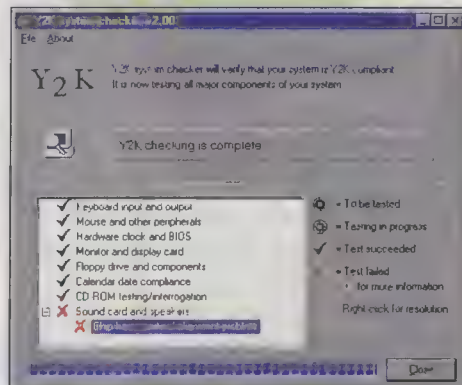 Y2K system checker v2.00
File About
Y2K
Y2K system checker will verify that your system is Y2K compliant
It is now testing all major components of your system
Y2K checking is complete
Keyboard input and output
Mouse and other peripherals
Hardware clock and BIOS
Monitor and display card
Floppy drive and components
Calendar date compliance
CD ROM testing/interrogation
Sound card and speakers
problem
= To be tested
= Testing in progress
= Test succeeded
= Test failed
for more information
Right click for resolution
Close